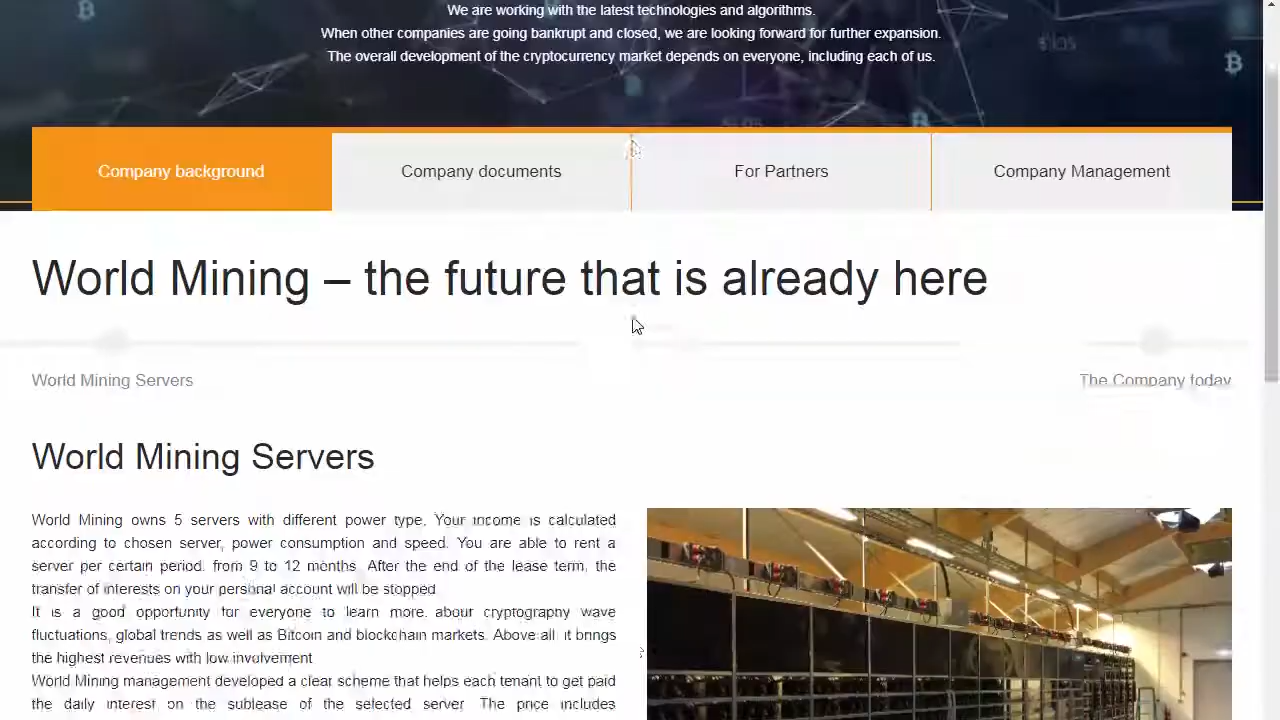 We are working with the latest technologies and algorithms.
When other companies are going bankrupt and closed, we are looking forward for further expansion.
The overall development of the cryptocurrency market depends on everyone, including each of us.
Company background
Company documents
For Partners
Company Management
World Mining – the future that is already here
World Mining Servers
The Company today
World Mining Servers
World Mining owns 5 servers with different power type. Your income is calculated
according to chosen server, power consumption and speed. You are able to rent a
server per certain period: from to 12 months. After the end of the lease term, the
transfer of interests on your personal account will be stopped
It is a good opportunity for everyone to learn more about cryptography wave
fluctuations, global trends as well as Bitcoin and blockchain markets. Above all it brings
the highest revenues with low involvement
World Mining management developed a clear scheme that helps each tenant to get paid
the daily interest on the sublease of the selected server The price includes